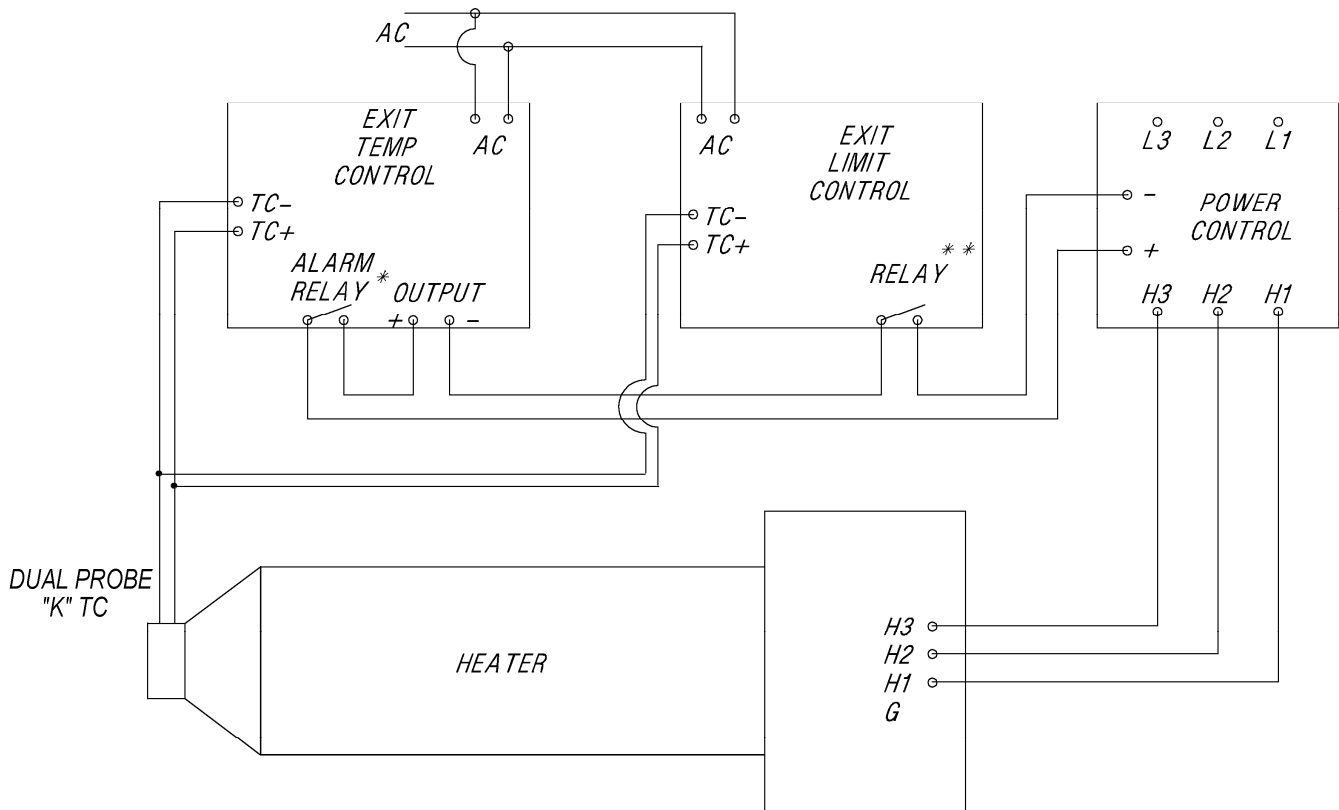 AC
EXIT
TEMP
CONTROL
AC
TC-
TC+
ALARM
RELAY *
OUTPUT
+ -
AC
EXIT
LIMIT
CONTROL
TC-
TC+
RELAY * *
L3 L2 L1
-
POWER
CONTROL
+
H3 H2 H1
DUAL PROBE
"K" TC
HEATER
H3
H2
H1
G